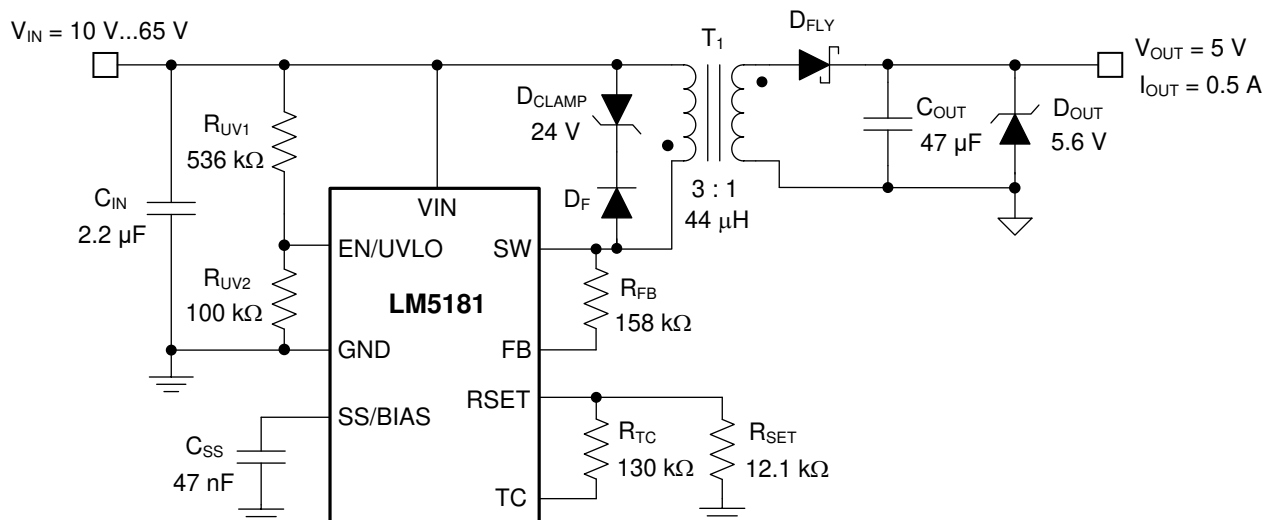 V_IN = 10 V...65 V
T_1
D_FLY
V_OUT = 5 V
I_OUT = 0.5 A
D_CLAMP
24 V
R_UV1
536 kΩ
C_OUT
47 µF
D_OUT
5.6 V
C_IN
2.2 µF
D_F
3 : 1
44 µH
VIN
EN/UVLO
SW
R_UV2
100 kΩ
LM5181
R_FB
158 kΩ
GND
FB
RSET
SS/BIAS
C_SS
47 nF
R_TC
130 kΩ
R_SET
12.1 kΩ
TC